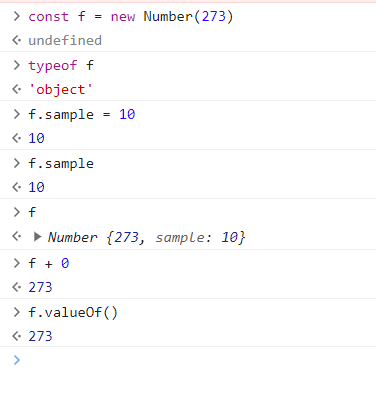 const f = new Number(273)
undefined
typeof f
'object'
f.sample = 10
10
f.sample
10
f
Number {273, sample: 10}
f + 0
273
f.valueOf()
273